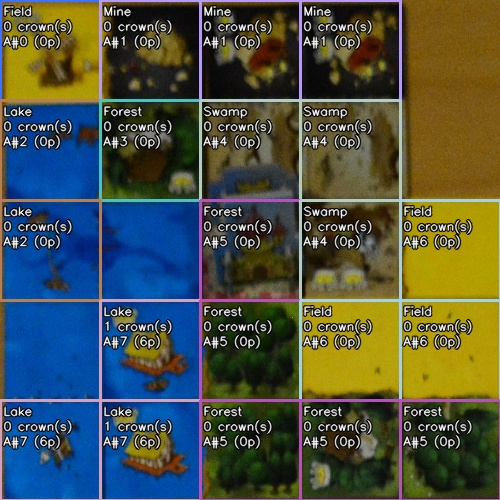 Field
0 crown(s)
A#0 (0p)
Mine
0 crown(s)
A#1 (0p)
Mine
0 crown(s)
A#1 (0p)
Mine
0 crown(s)
A#1 (0p)
Lake
0 crown(s)
A#2 (0p)
Forest
0 crown(s)
A#3 (0p)
Swamp
0 crown(s)
A#4 (0p)
Swamp
0 crown(s)
A#4 (0p)
Lake
0 crown(s)
A#2 (0p)
Forest
0 crown(s)
A#5 (0p)
Swamp
0 crown(s)
A#4 (0p)
Field
0 crown(s)
A#6 (0p)
Lake
1 crown(s)
A#7 (6p)
Forest
0 crown(s)
A#5 (0p)
Field
0 crown(s)
A#6 (0p)
Field
0 crown(s)
A#6 (0p)
Lake
0 crown(s)
A#7 (6p)
Lake
1 crown(s)
A#7 (6p)
Forest
0 crown(s)
A#5 (0p)
Forest
0 crown(s)
A#5 (0p)
Forest
0 crown(s)
A#5 (0p)